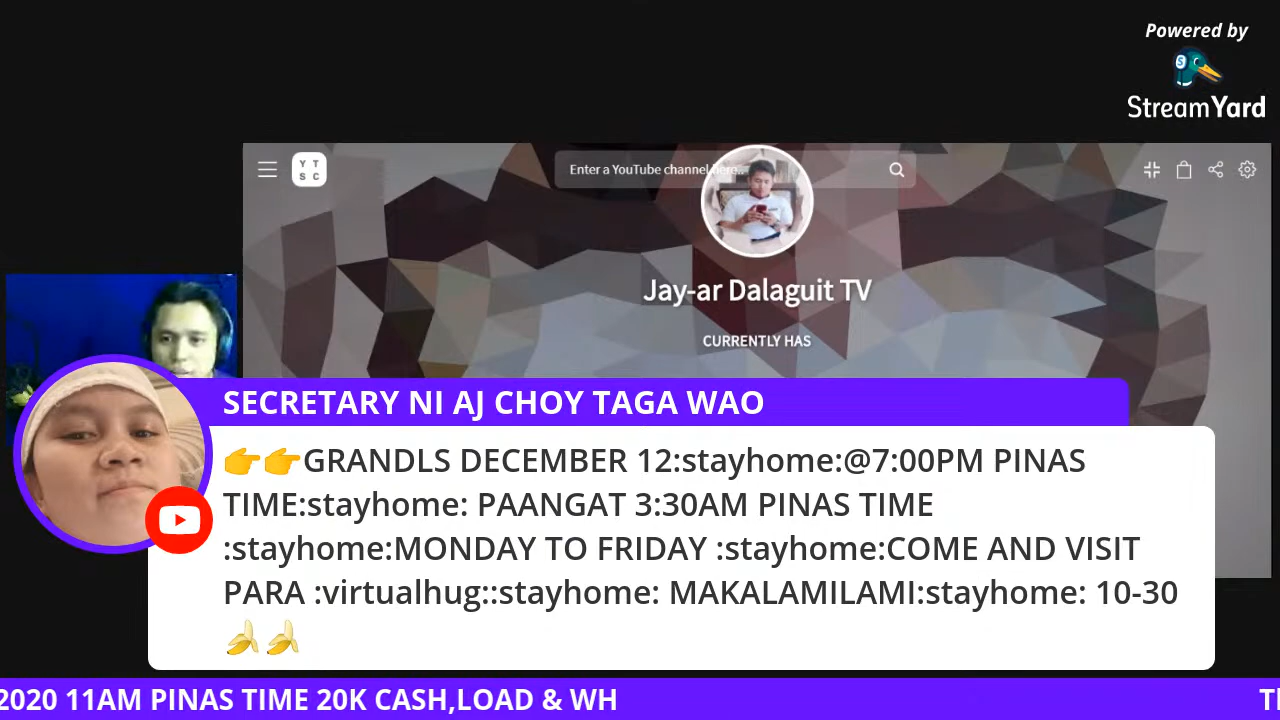 Powered by
StreamYard
Y T
S C
Enter a YouTube channel here...
Jay-ar Dalaguit TV
CURRENTLY HAS
SECRETARY NI AJ CHOY TAGA WAO
👉👉GRANDLS DECEMBER 12:stayhome:@7:00PM PINAS
TIME:stayhome: PAANGAT 3:30AM PINAS TIME
:stayhome:MONDAY TO FRIDAY :stayhome:COME AND VISIT
PARA :virtualhug::stayhome: MAKALAMILAMI:stayhome: 10-30
🍌🍌
2020 11AM PINAS TIME 20K CASH,LOAD & WH